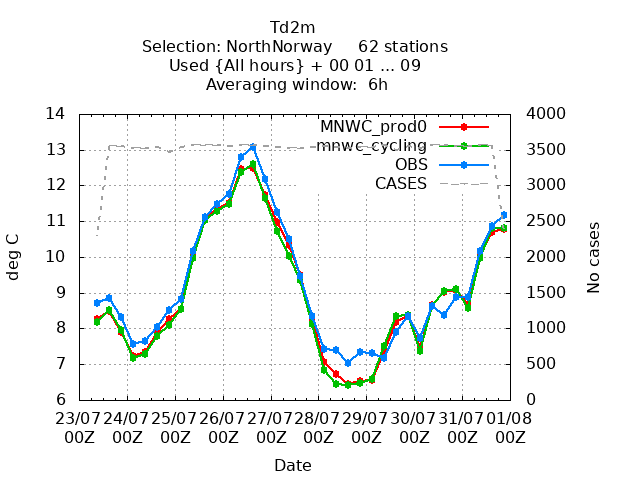 Td2m
Selection: NorthNorway     62 stations
Used {All hours} + 00 01 ... 09
Averaging window:  6h
14
13
12
11
10
9
8
7
6
4000
3500
3000
2500
2000
1500
1000
500
0
MNWC_prod0
mnwc_cycling
OBS
CASES
deg C
No cases
23/07 24/07 25/07 26/07 27/07 28/07 29/07 30/07 31/07 01/08
00Z 00Z 00Z 00Z 00Z 00Z 00Z 00Z 00Z 00Z
Date